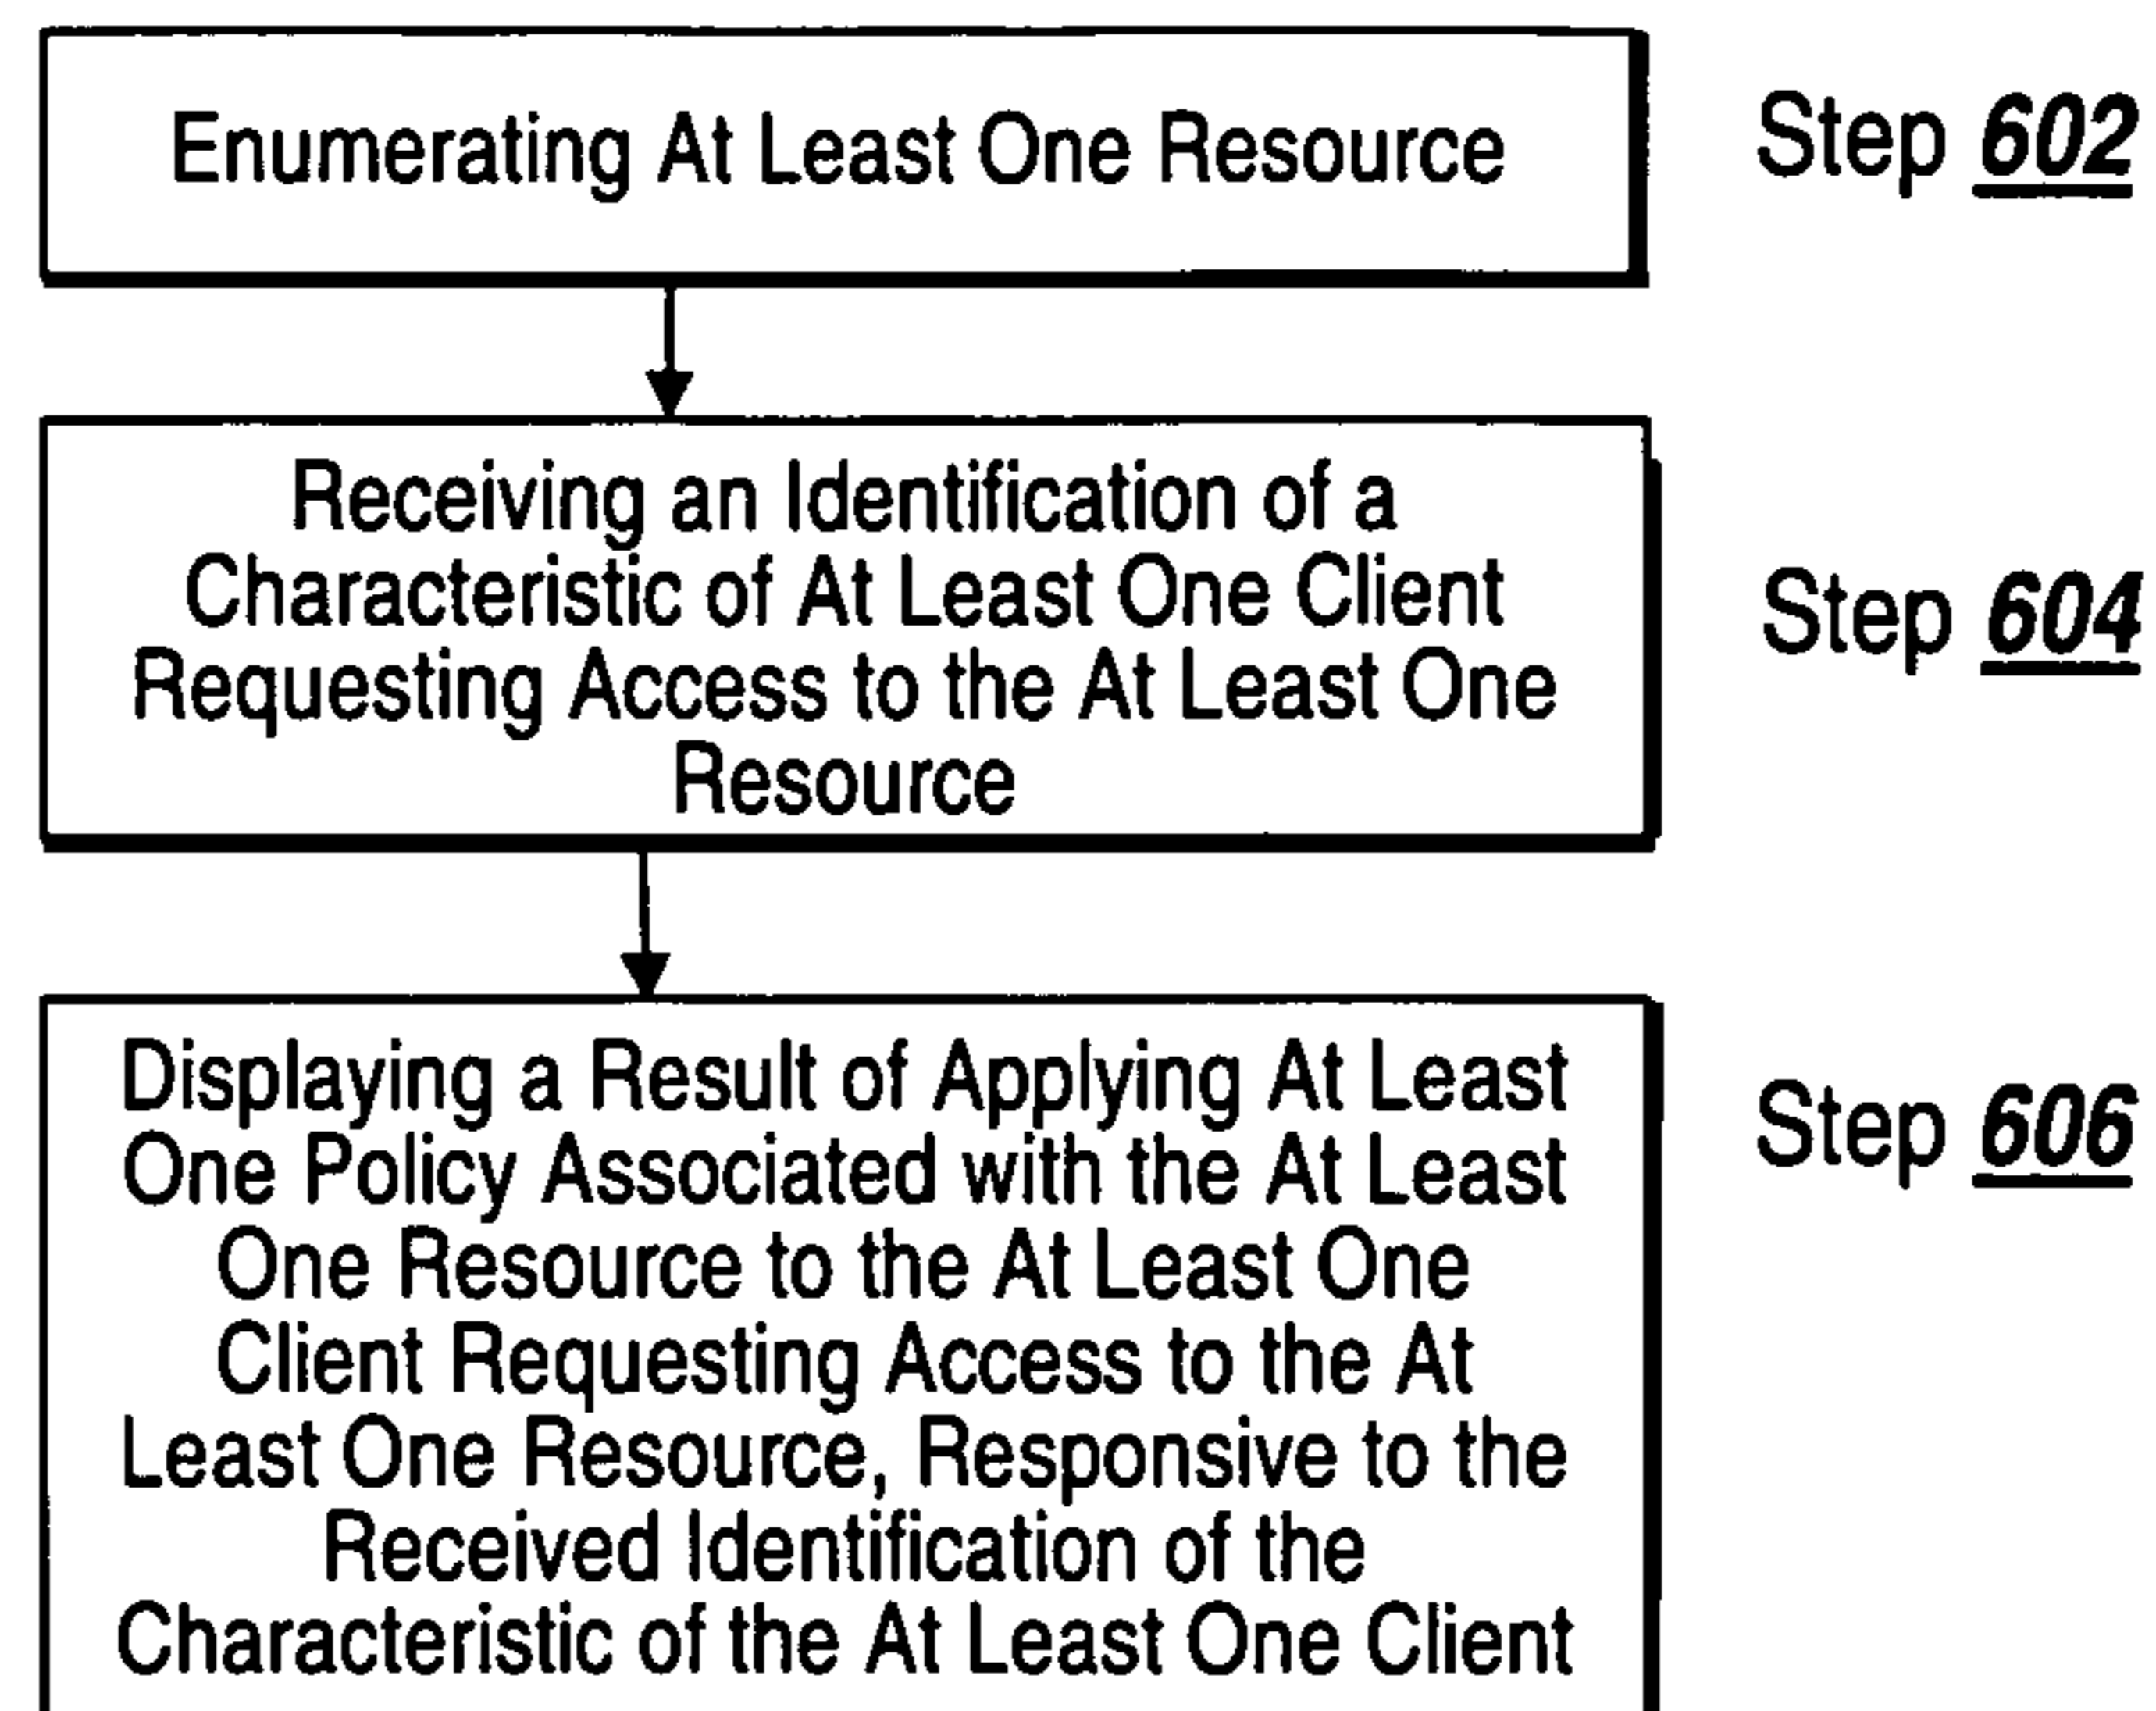 Enumerating At Least One Resource
Step 602
Receiving an Identification of a
Characteristic of At Least One Client
Requesting Access to the At Least One
Resource
Step 604
Displaying a Result of Applying At Least
One Policy Associated with the At Least
One Resource to the At Least One
Client Requesting Access to the At
Least One Resource, Responsive to the
Received Identification of the
Characteristic of the At Least One Client
Step 606